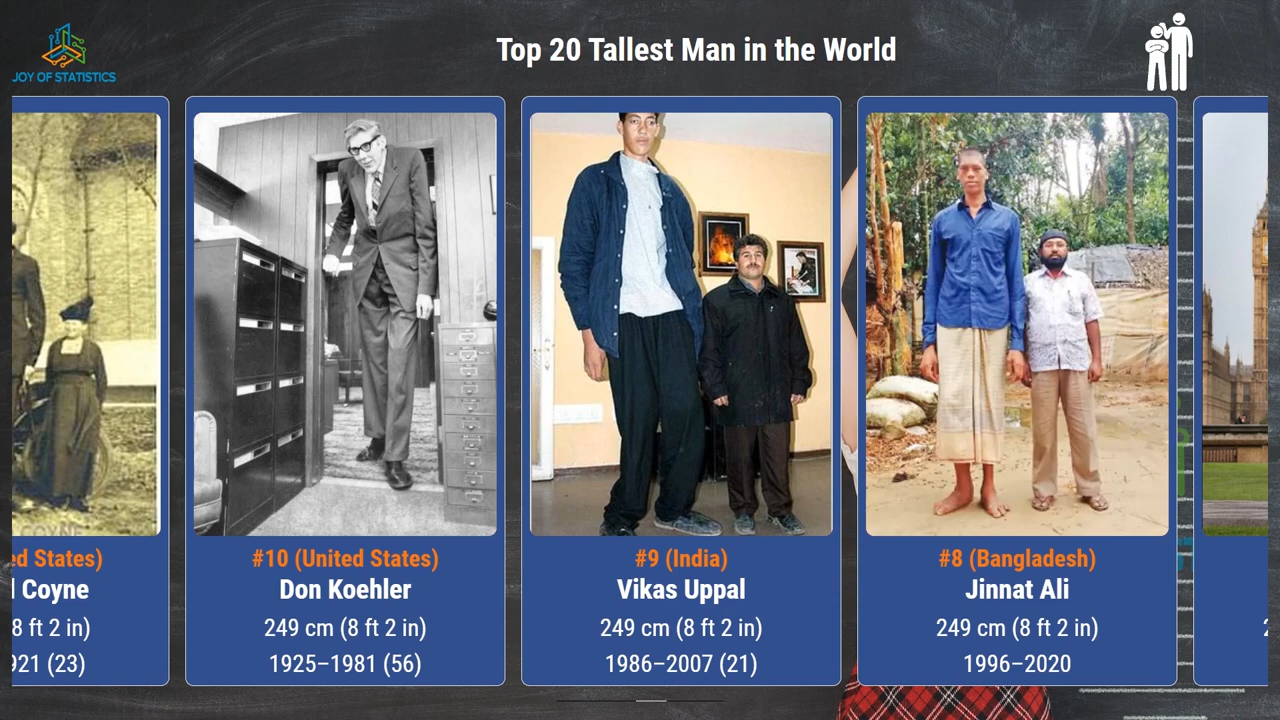 JOY OF STATISTICS
Top 20 Tallest Man in the World
COYNE
ed States)
l Coyne
8 ft 2 in)
921 (23)
#10 (United States)
Don Koehler
249 cm (8 ft 2 in)
1925–1981 (56)
#9 (India)
Vikas Uppal
249 cm (8 ft 2 in)
1986–2007 (21)
#8 (Bangladesh)
Jinnat Ali
249 cm (8 ft 2 in)
1996–2020